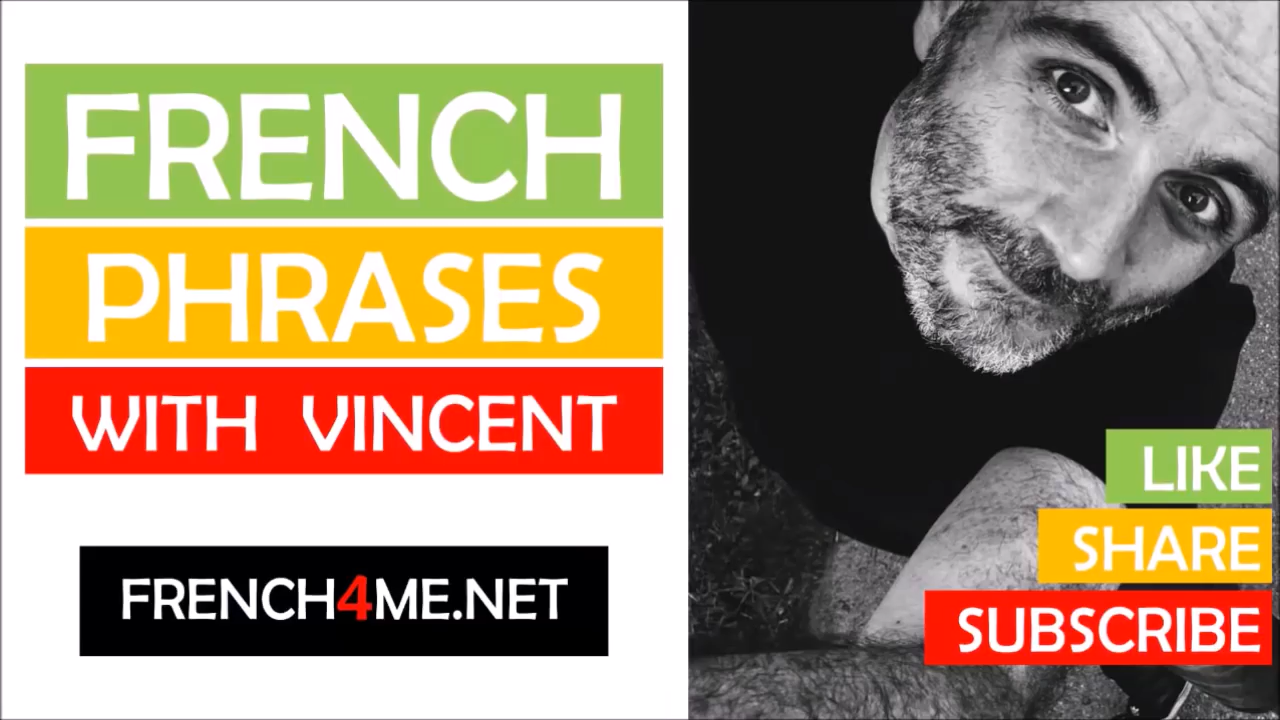 FRENCH
PHRASES
WITH VINCENT
FRENCH4ME.NET
LIKE
SHARE
SUBSCRIBE